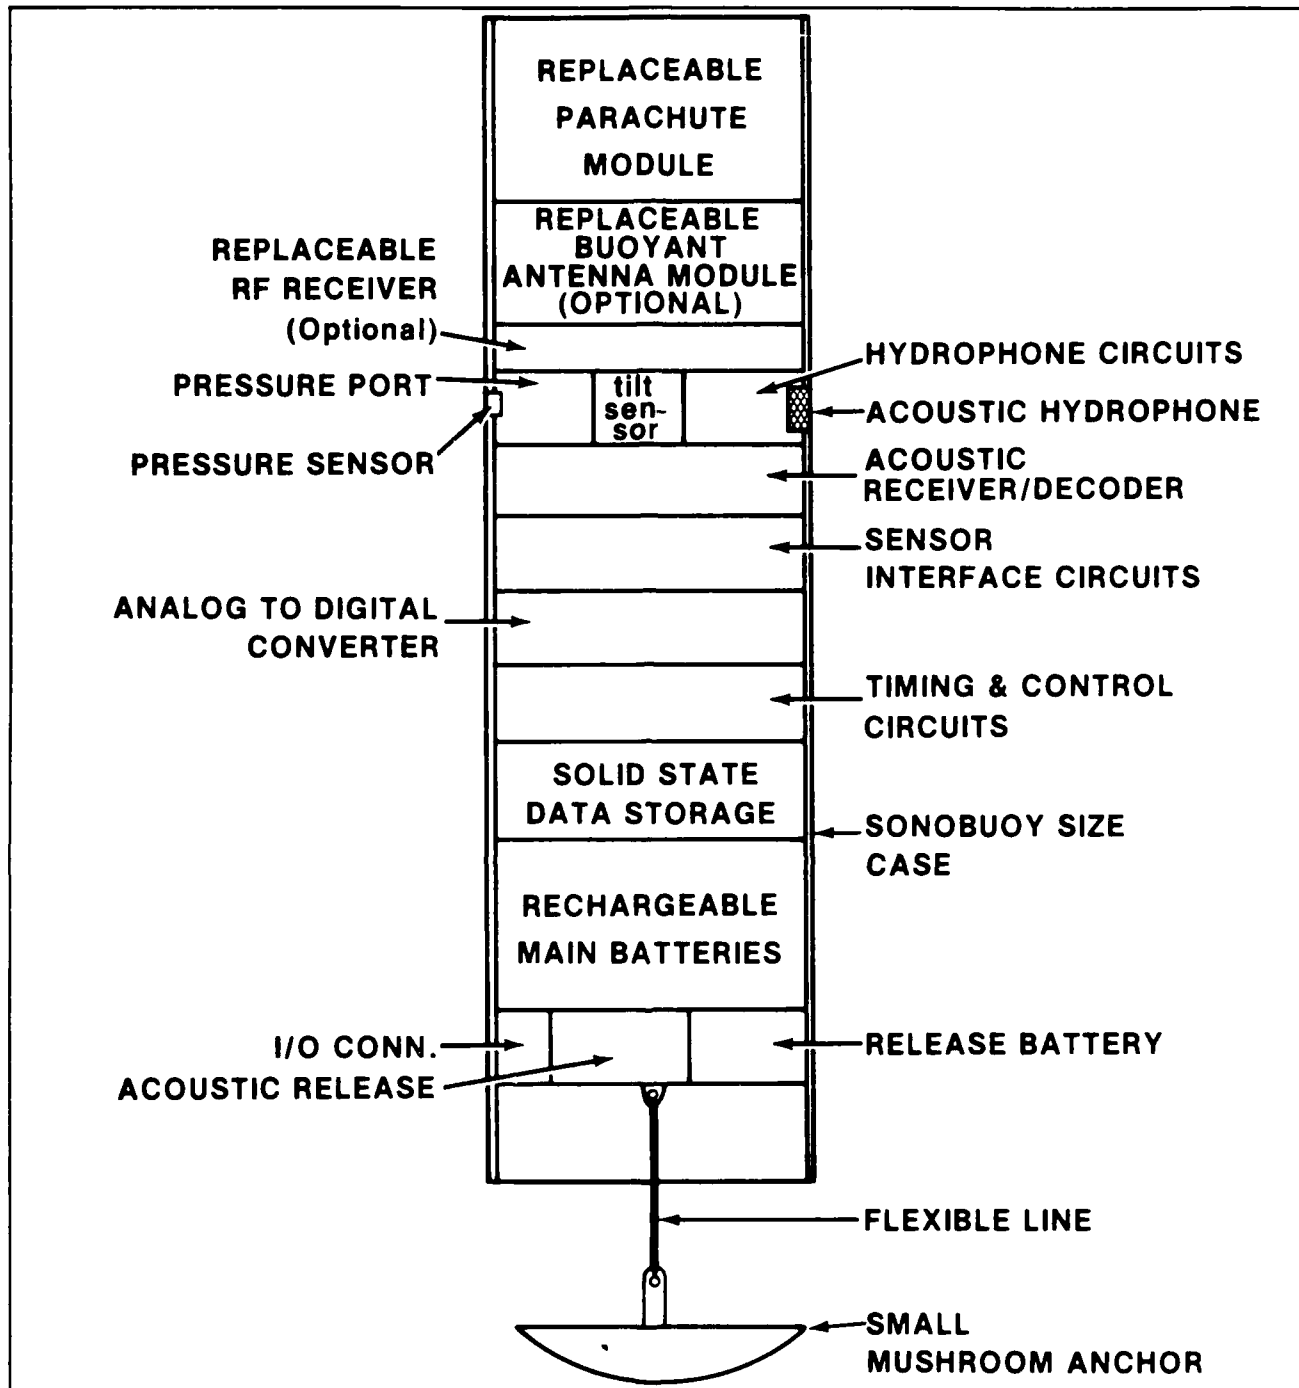 REPLACEABLE
PARACHUTE
MODULE
REPLACEABLE
BUOYANT
ANTENNA MODULE
(OPTIONAL)
REPLACEABLE
RF RECEIVER
(Optional)
PRESSURE PORT
tilt
sen-
sor
HYDROPHONE CIRCUITS
ACOUSTIC HYDROPHONE
PRESSURE SENSOR
ACOUSTIC
RECEIVER/DECODER
SENSOR
INTERFACE CIRCUITS
ANALOG TO DIGITAL
CONVERTER
TIMING & CONTROL
CIRCUITS
SOLID STATE
DATA STORAGE
SONOBUOY SIZE
CASE
RECHARGEABLE
MAIN BATTERIES
I/O CONN.
ACOUSTIC RELEASE
RELEASE BATTERY
FLEXIBLE LINE
SMALL
MUSHROOM ANCHOR